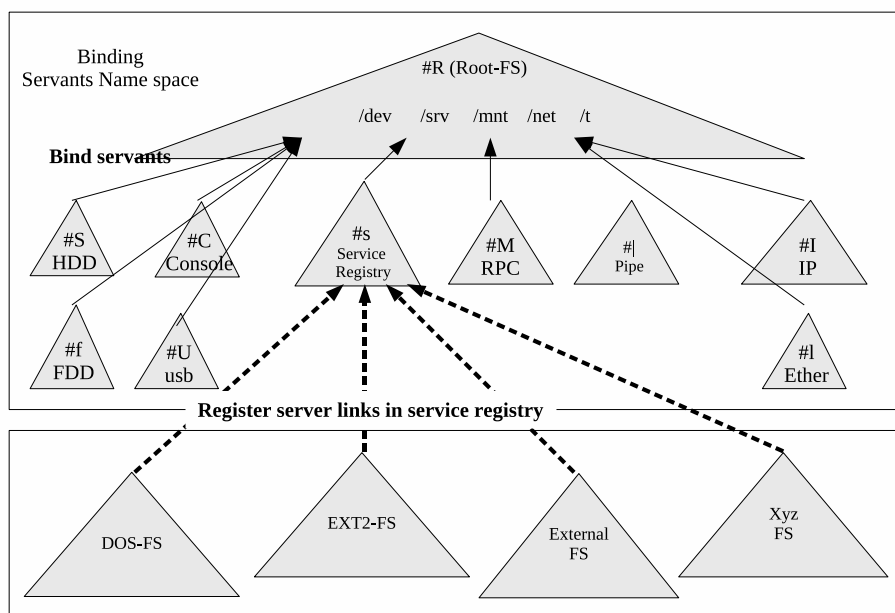 Binding
Servants Name space
#R (Root-FS)
/dev /srv /mnt /net /t
Bind servants
#S
HDD
#C
Console
#s
Service
Registry
#M
RPC
#|
Pipe
#I
IP
#f
FDD
#U
usb
#l
Ether
Register server links in service registry
DOS-FS
EXT2-FS
External
FS
Xyz
FS